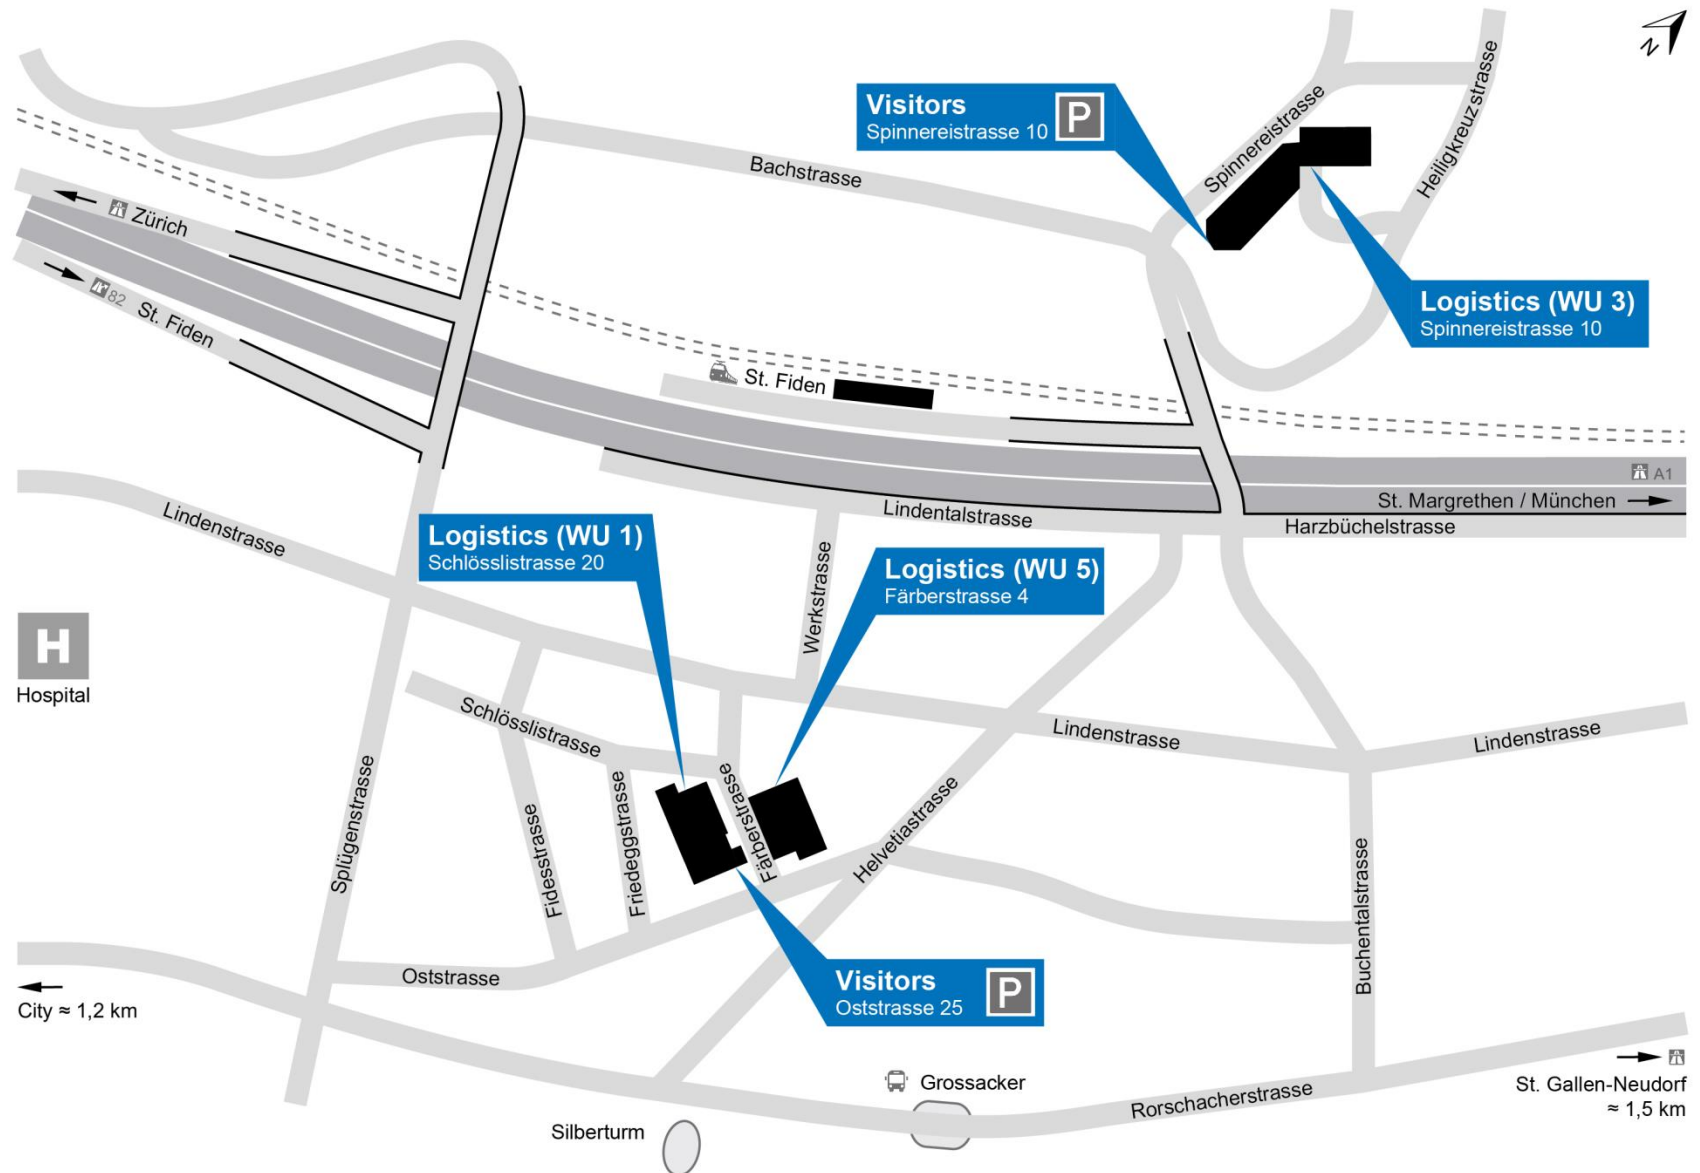 N
Visitors
Spinnereistrasse 10
P
Spinnereistrasse
Heiligkreuzstrasse
Bachstrasse
Zürich
82
St. Fiden
Logistics (WU 3)
Spinnereistrasse 10
St. Fiden
A1
St. Margrethen / München
Lindentalstrasse
Harzbüchelstrasse
Lindenstrasse
Logistics (WU 1)
Schlösslistrasse 20
Logistics (WU 5)
Färberstrasse 4
Werkstrasse
H
Hospital
Schlösslistrasse
Lindenstrasse
Lindenstrasse
Splügenstrasse
Fidesstrasse
Friedeggstrasse
Färberstrasse
Helvetiastrasse
Buchentalstrasse
Oststrasse
Visitors
Oststrasse 25
P
City ≈ 1,2 km
Grossacker
Rorschacherstrasse
St. Gallen-Neudorf
≈ 1,5 km
Silberturm